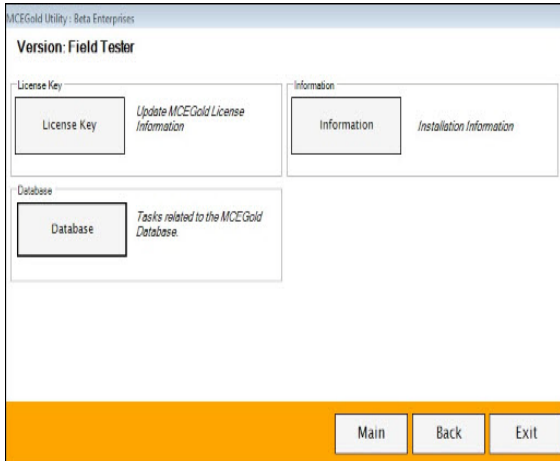 MCEGold Utility : Beta Enterprises
Version: Field Tester
License Key
License Key
Update MCEGold License
Information
Information
Information
Installation Information
Database
Database
Tasks related to the MCEGold
Database.
Main
Back
Exit